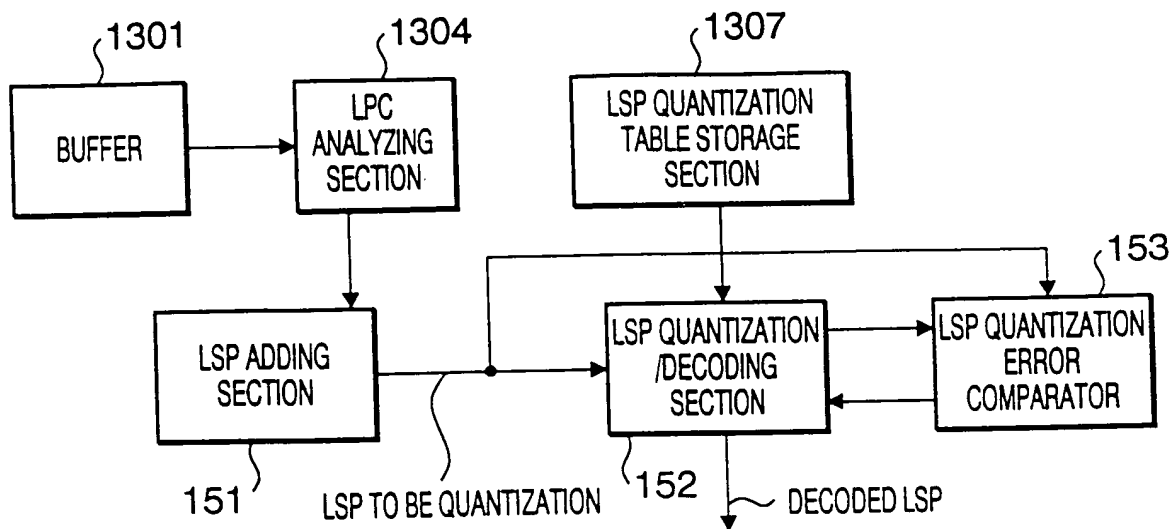 1301
1304
1307
BUFFER
LPC
ANALYZING
SECTION
LSP QUANTIZATION
TABLE STORAGE
SECTION
153
LSP ADDING
SECTION
LSP QUANTIZATION
/DECODING
SECTION
LSP QUANTIZATION
ERROR
COMPARATOR
151
LSP TO BE QUANTIZATION
152
DECODED LSP